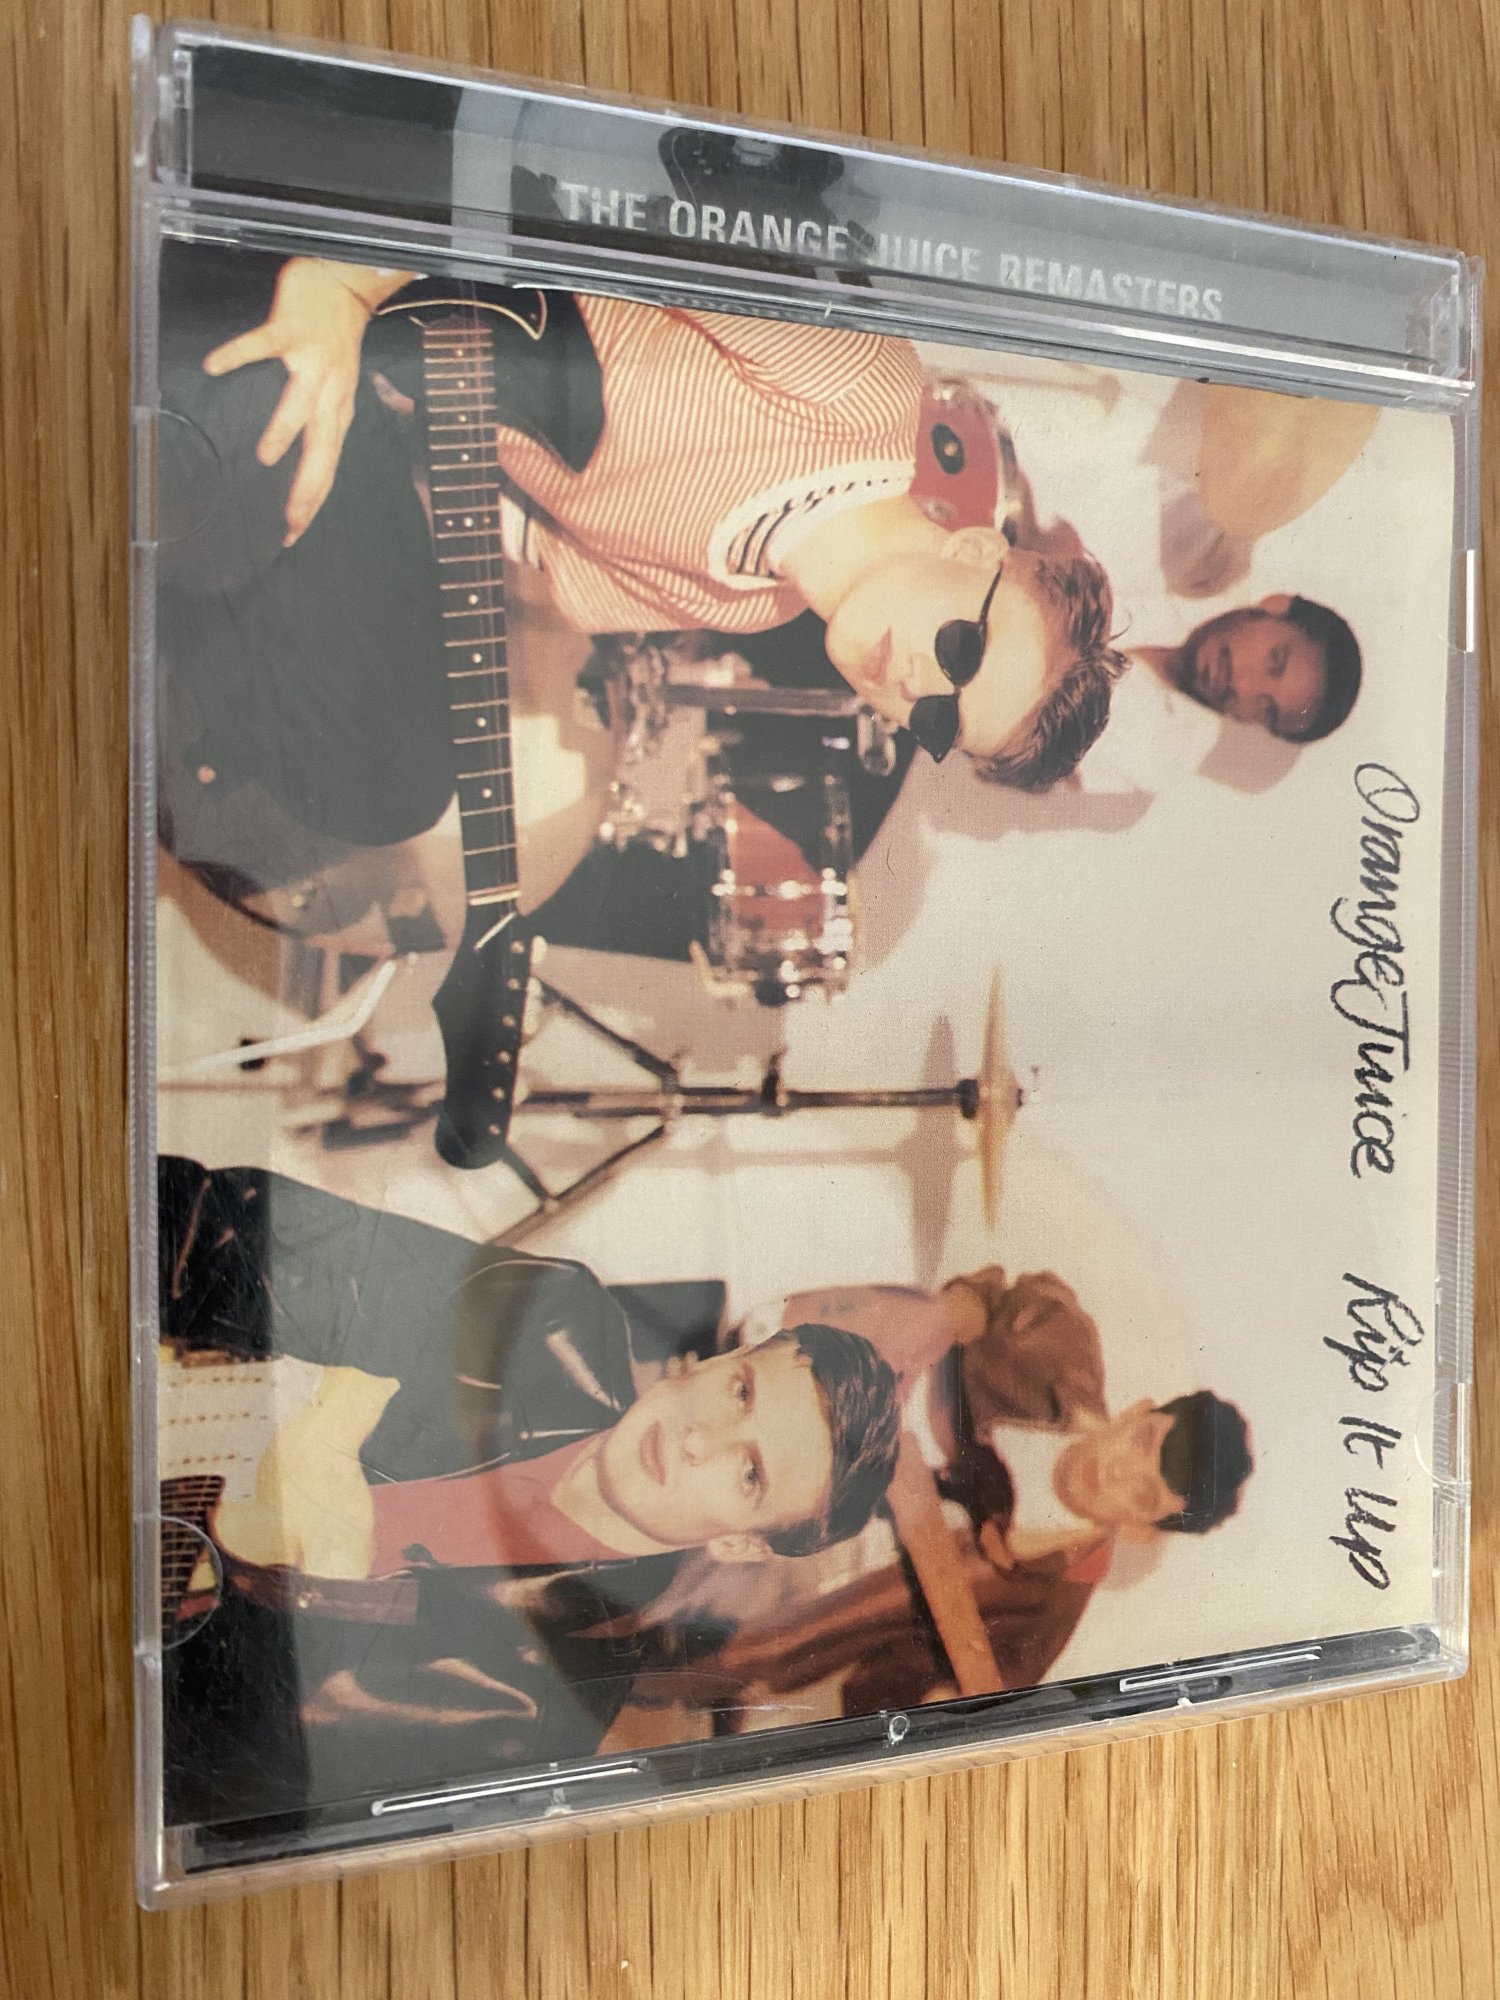 THE ORANGE JUICE REMASTERS
Orange Juice Rip It Up